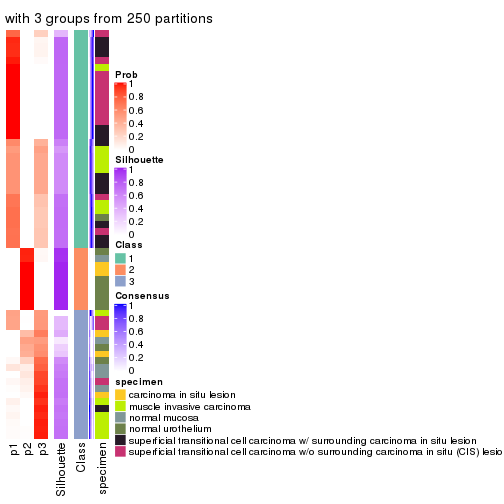 with 3 groups from 250 partitions
Prob
1
0.8
0.6
0.4
0.2
0
Silhouette
1
0.8
0.6
0.4
0.2
0
Class
1
2
3
Consensus
1
0.8
0.6
0.4
0.2
0
specimen
carcinoma in situ lesion
muscle invasive carcinoma
normal mucosa
normal urothelium
superficial transitional cell carcinoma w/ surrounding carcinoma in situ lesion
superficial transitional cell carcinoma w/o surrounding carcinoma in situ (CIS) lesio
p1
p2
p3
Silhouette
Class
specimen